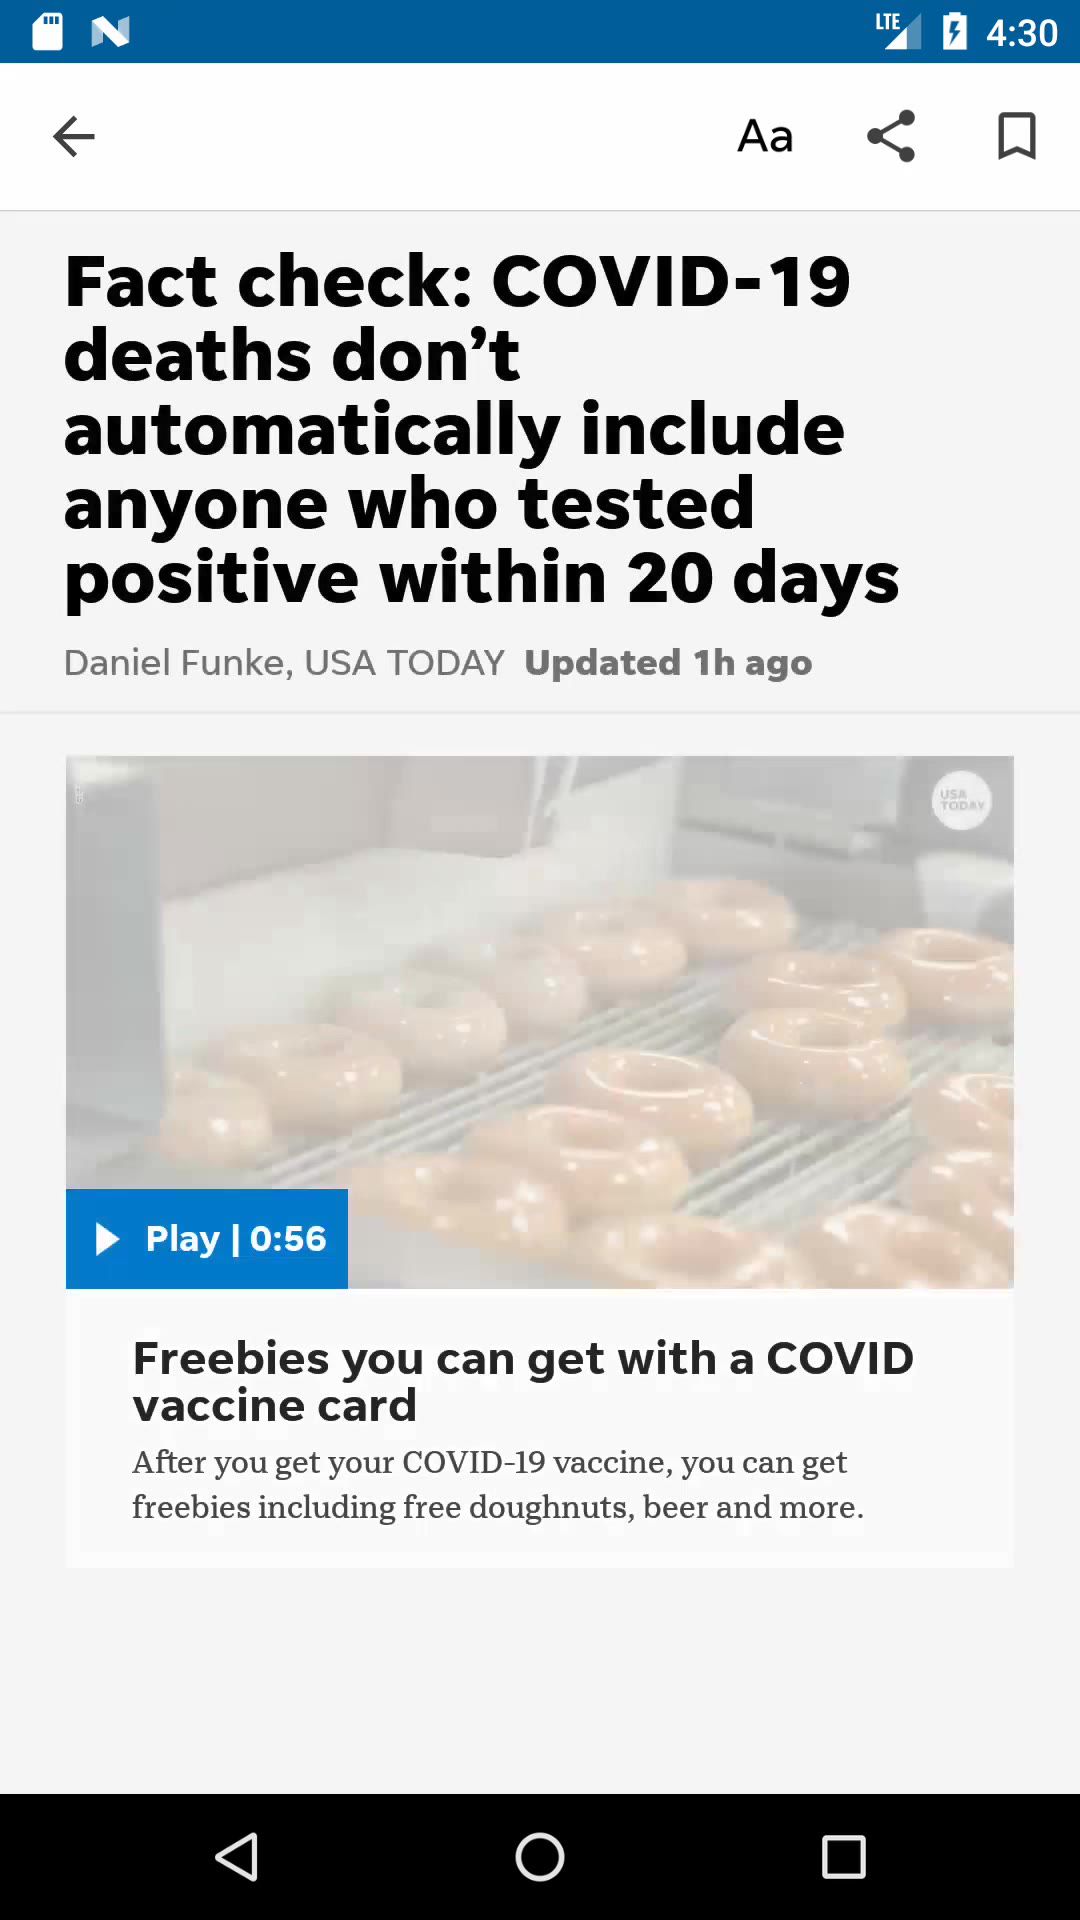 LTE 4:30
Aa
Fact check: COVID-19
deaths don’t
automatically include
anyone who tested
positive within 20 days
Daniel Funke, USA TODAY Updated 1h ago
USA
TODAY
Play | 0:56
Freebies you can get with a COVID
vaccine card
After you get your COVID-19 vaccine, you can get
freebies including free doughnuts, beer and more.